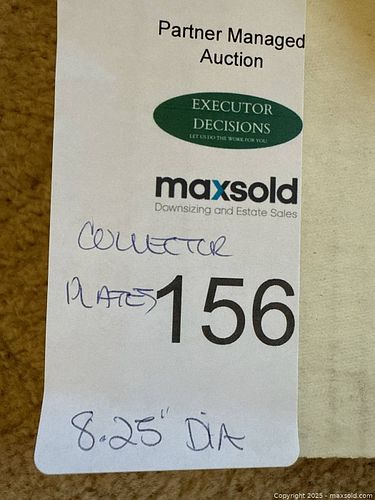 Partner Managed
Auction
EXECUTOR
DECISIONS
LET US DO THE WORK FOR YOU
maxsold
Downsizing and Estate Sales
COLLECTOR
PLATES 156
8.25" DIA
Copyright 2025 - maxsold.com